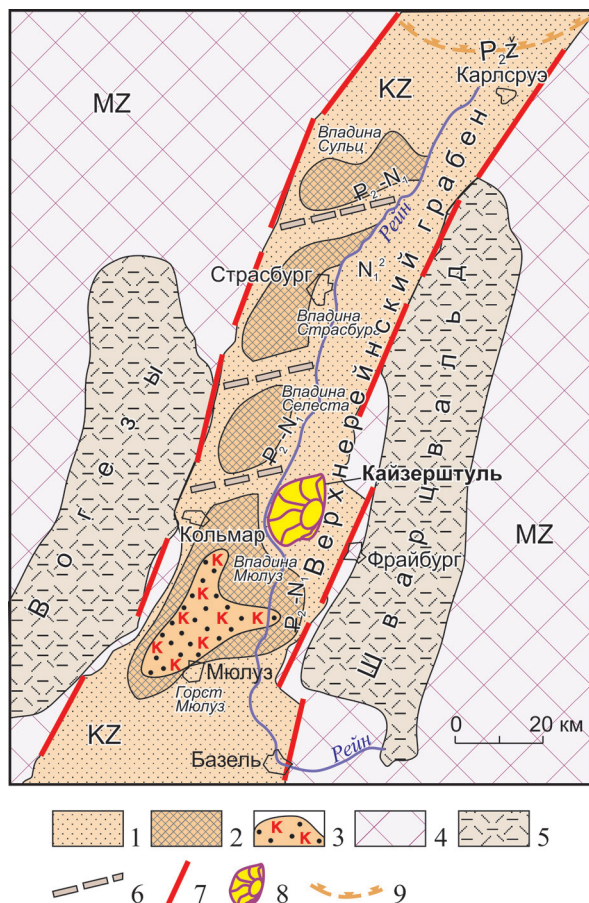 P₂ž
Карлсруэ
MZ
KZ
Впадина
Сульц
P₂-N₁
Рейн
Страсбург
N₁²
Впадина
Страсбура
Верхнерейнский грабен
Впадина
Селеста
P₂-N₁
Вогезы
Шварцвальд
Кайзерштуль
Кольмар
Впадина
Мюлуз
Фрайбург
MZ
P₂-N₁
К К К К К К К
Мюлуз
Горст
Мюлуз
KZ
Базель
Рейн
0 20 км
1 2 К К 3 4 5
6 7 8 9